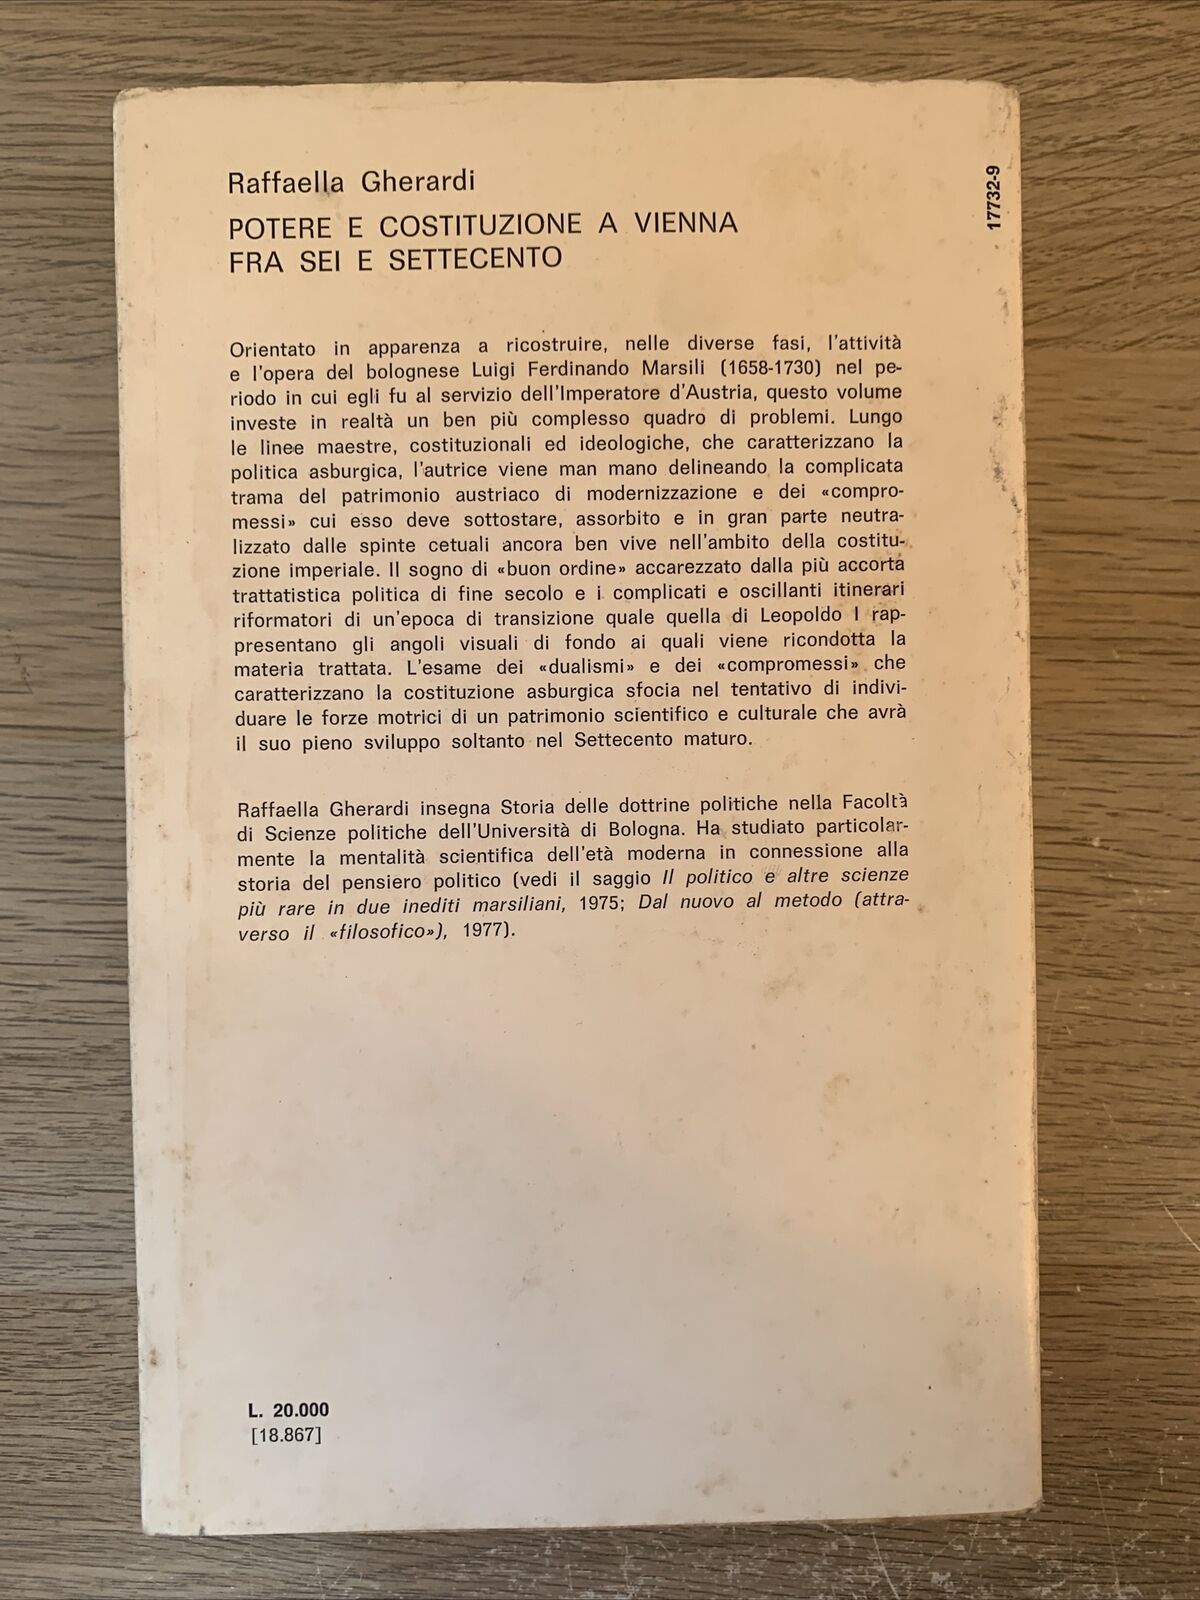 Raffaella Gherardi
POTERE E COSTITUZIONE A VIENNA
FRA SEI E SETTECENTO
17732-9
Orientato in apparenza a ricostruire, nelle diverse fasi, l'attività
e l'opera del bolognese Luigi Ferdinando Marsili (1658-1730) nel pe-
riodo in cui egli fu al servizio dell'Imperatore d'Austria, questo volume
investe in realtà un ben più complesso quadro di problemi. Lungo
le linee maestre, costituzionali ed ideologiche, che caratterizzano la
politica asburgica, l'autrice viene man mano delineando la complicata
trama del patrimonio austriaco di modernizzazione e dei «compro-
messi» cui esso deve sottostare, assorbito e in gran parte neutra-
lizzato dalle spinte cetuali ancora ben vive nell'ambito della costitu-
zione imperiale. Il sogno di «buon ordine» accarezzato dalla più accorta
trattatistica politica di fine secolo e i complicati e oscillanti itinerari
riformatori di un'epoca di transizione quale quella di Leopoldo I rap-
presentano gli angoli visuali di fondo ai quali viene ricondotta la
materia trattata. L'esame dei «dualismi» e dei «compromessi» che
caratterizzano la costituzione asburgica sfocia nel tentativo di indivi-
duare le forze motrici di un patrimonio scientifico e culturale che avrà
il suo pieno sviluppo soltanto nel Settecento maturo.
Raffaella Gherardi insegna Storia delle dottrine politiche nella Facoltà
di Scienze politiche dell'Università di Bologna. Ha studiato particolar-
mente la mentalità scientifica dell'età moderna in connessione alla
storia del pensiero politico (vedi il saggio Il politico e altre scienze
più rare in due inediti marsiliani, 1975; Dal nuovo al metodo (attra-
verso il «filosofico»), 1977).
L. 20.000
[18.867]